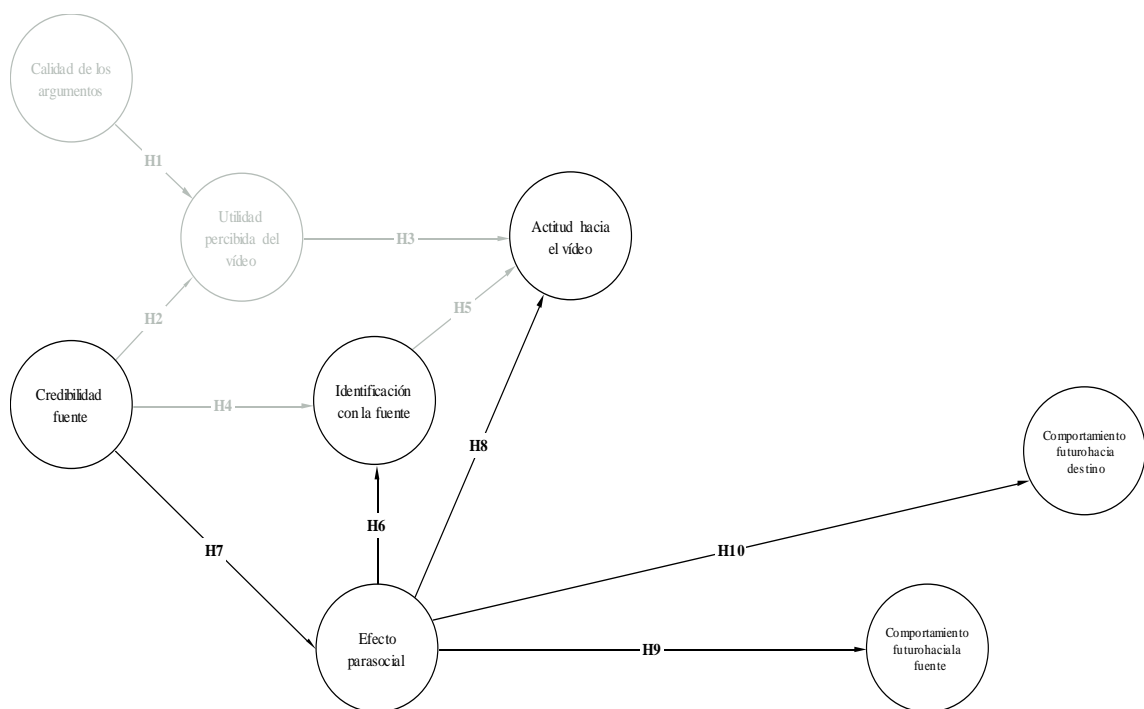 Calidad de los
argumentos
H1
Utilidad
percibida del
vídeo
H3
Actitud hacia
el vídeo
H2
H5
Credibilidad
fuente
H4
Identificación
con la fuente
H8
Comportamiento
futurohacia
destino
H6
H7
H10
Efecto
parasocial
H9
Comportamiento
futurohaciala
fuente